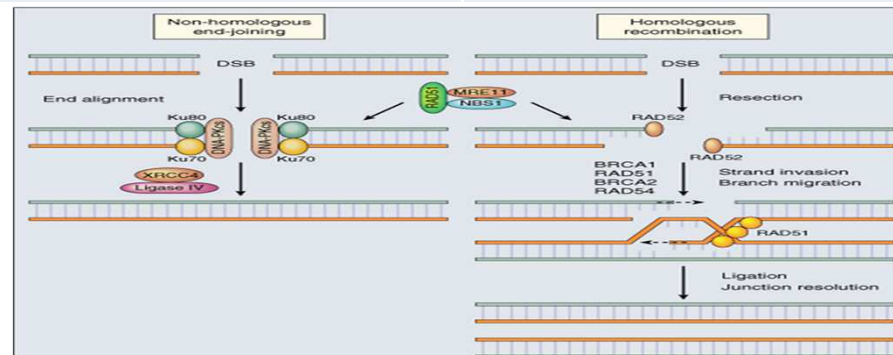 Non-homologous
end-joining
Homologous
recombination
DSB
DSB
End alignment
RAD51
MRE11
NBS1
Resection
Ku80
DNA-PKcs
DNA-PKcs
Ku80
Ku70
Ku70
RAD52
RAD52
XRCC4
Ligase IV
BRCA1
RAD51
BRCA2
RAD54
Strand invasion
Branch migration
RAD51
Ligation
Junction resolution